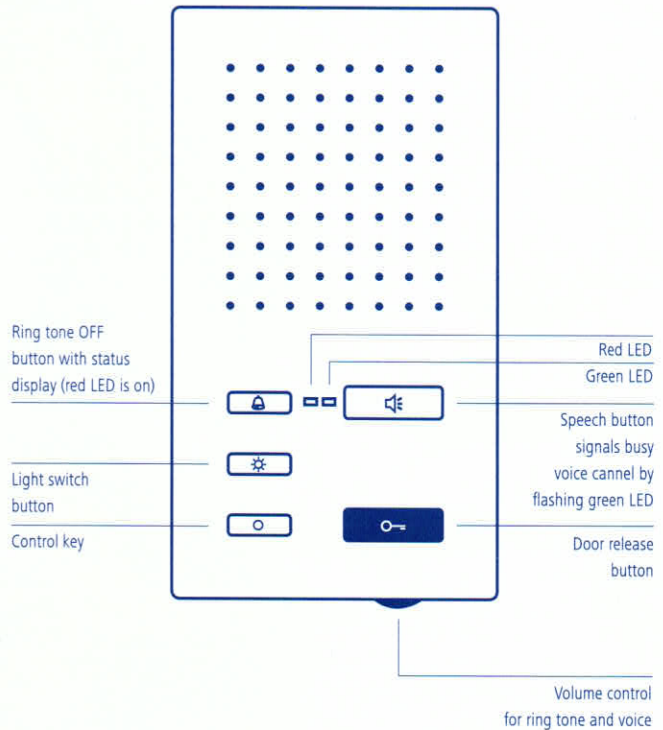 Ring tone OFF
button with status
display (red LED is on)
Light switch
button
Control key
Red LED
Green LED
Speech button
signals busy
voice cannel by
flashing green LED
Door release
button
Volume control
for ring tone and voice